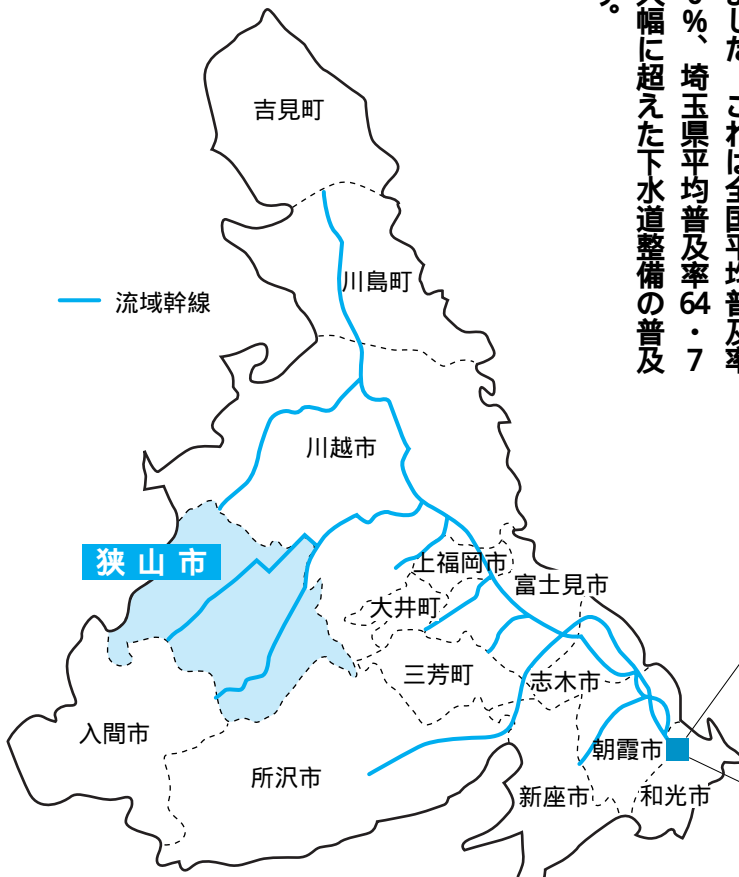 ました　これは全国平均普及率
0％、埼玉県平均普及率64・7
大幅に超えた下水道整備の普及
。
吉見町
川島町
流域幹線
川越市
狭山市
上福岡市
富士見市
大井町
三芳町
志木市
入間市
所沢市
朝霞市
新座市
和光市